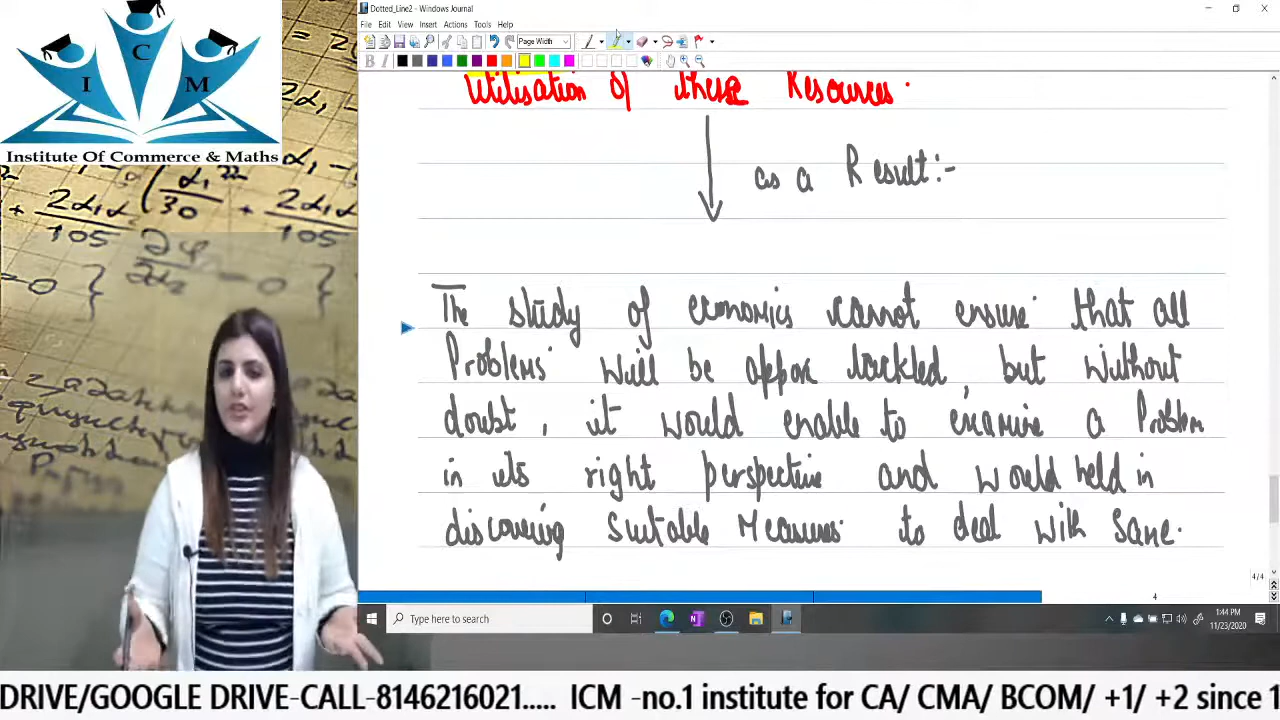 I C M
Institute Of Commerce & Maths
Dotted_Line2 - Windows Journal
File Edit View Insert Actions Tools Help
Page Width
B I
Utilisation of these Resources.
as a Result:-
The study of economics cannot ensure that all
Problems will be appox tackled, but without
doubt, it would enable to examine a Problem
in its right perspective and would held in
discovering suitable Measures to deal with Same.
4/4
4
Type here to search
1:44 PM
11/23/2020
DRIVE/GOOGLE DRIVE-CALL-8146216021..... ICM -no.1 institute for CA/ CMA/ BCOM/ +1/ +2 since 1